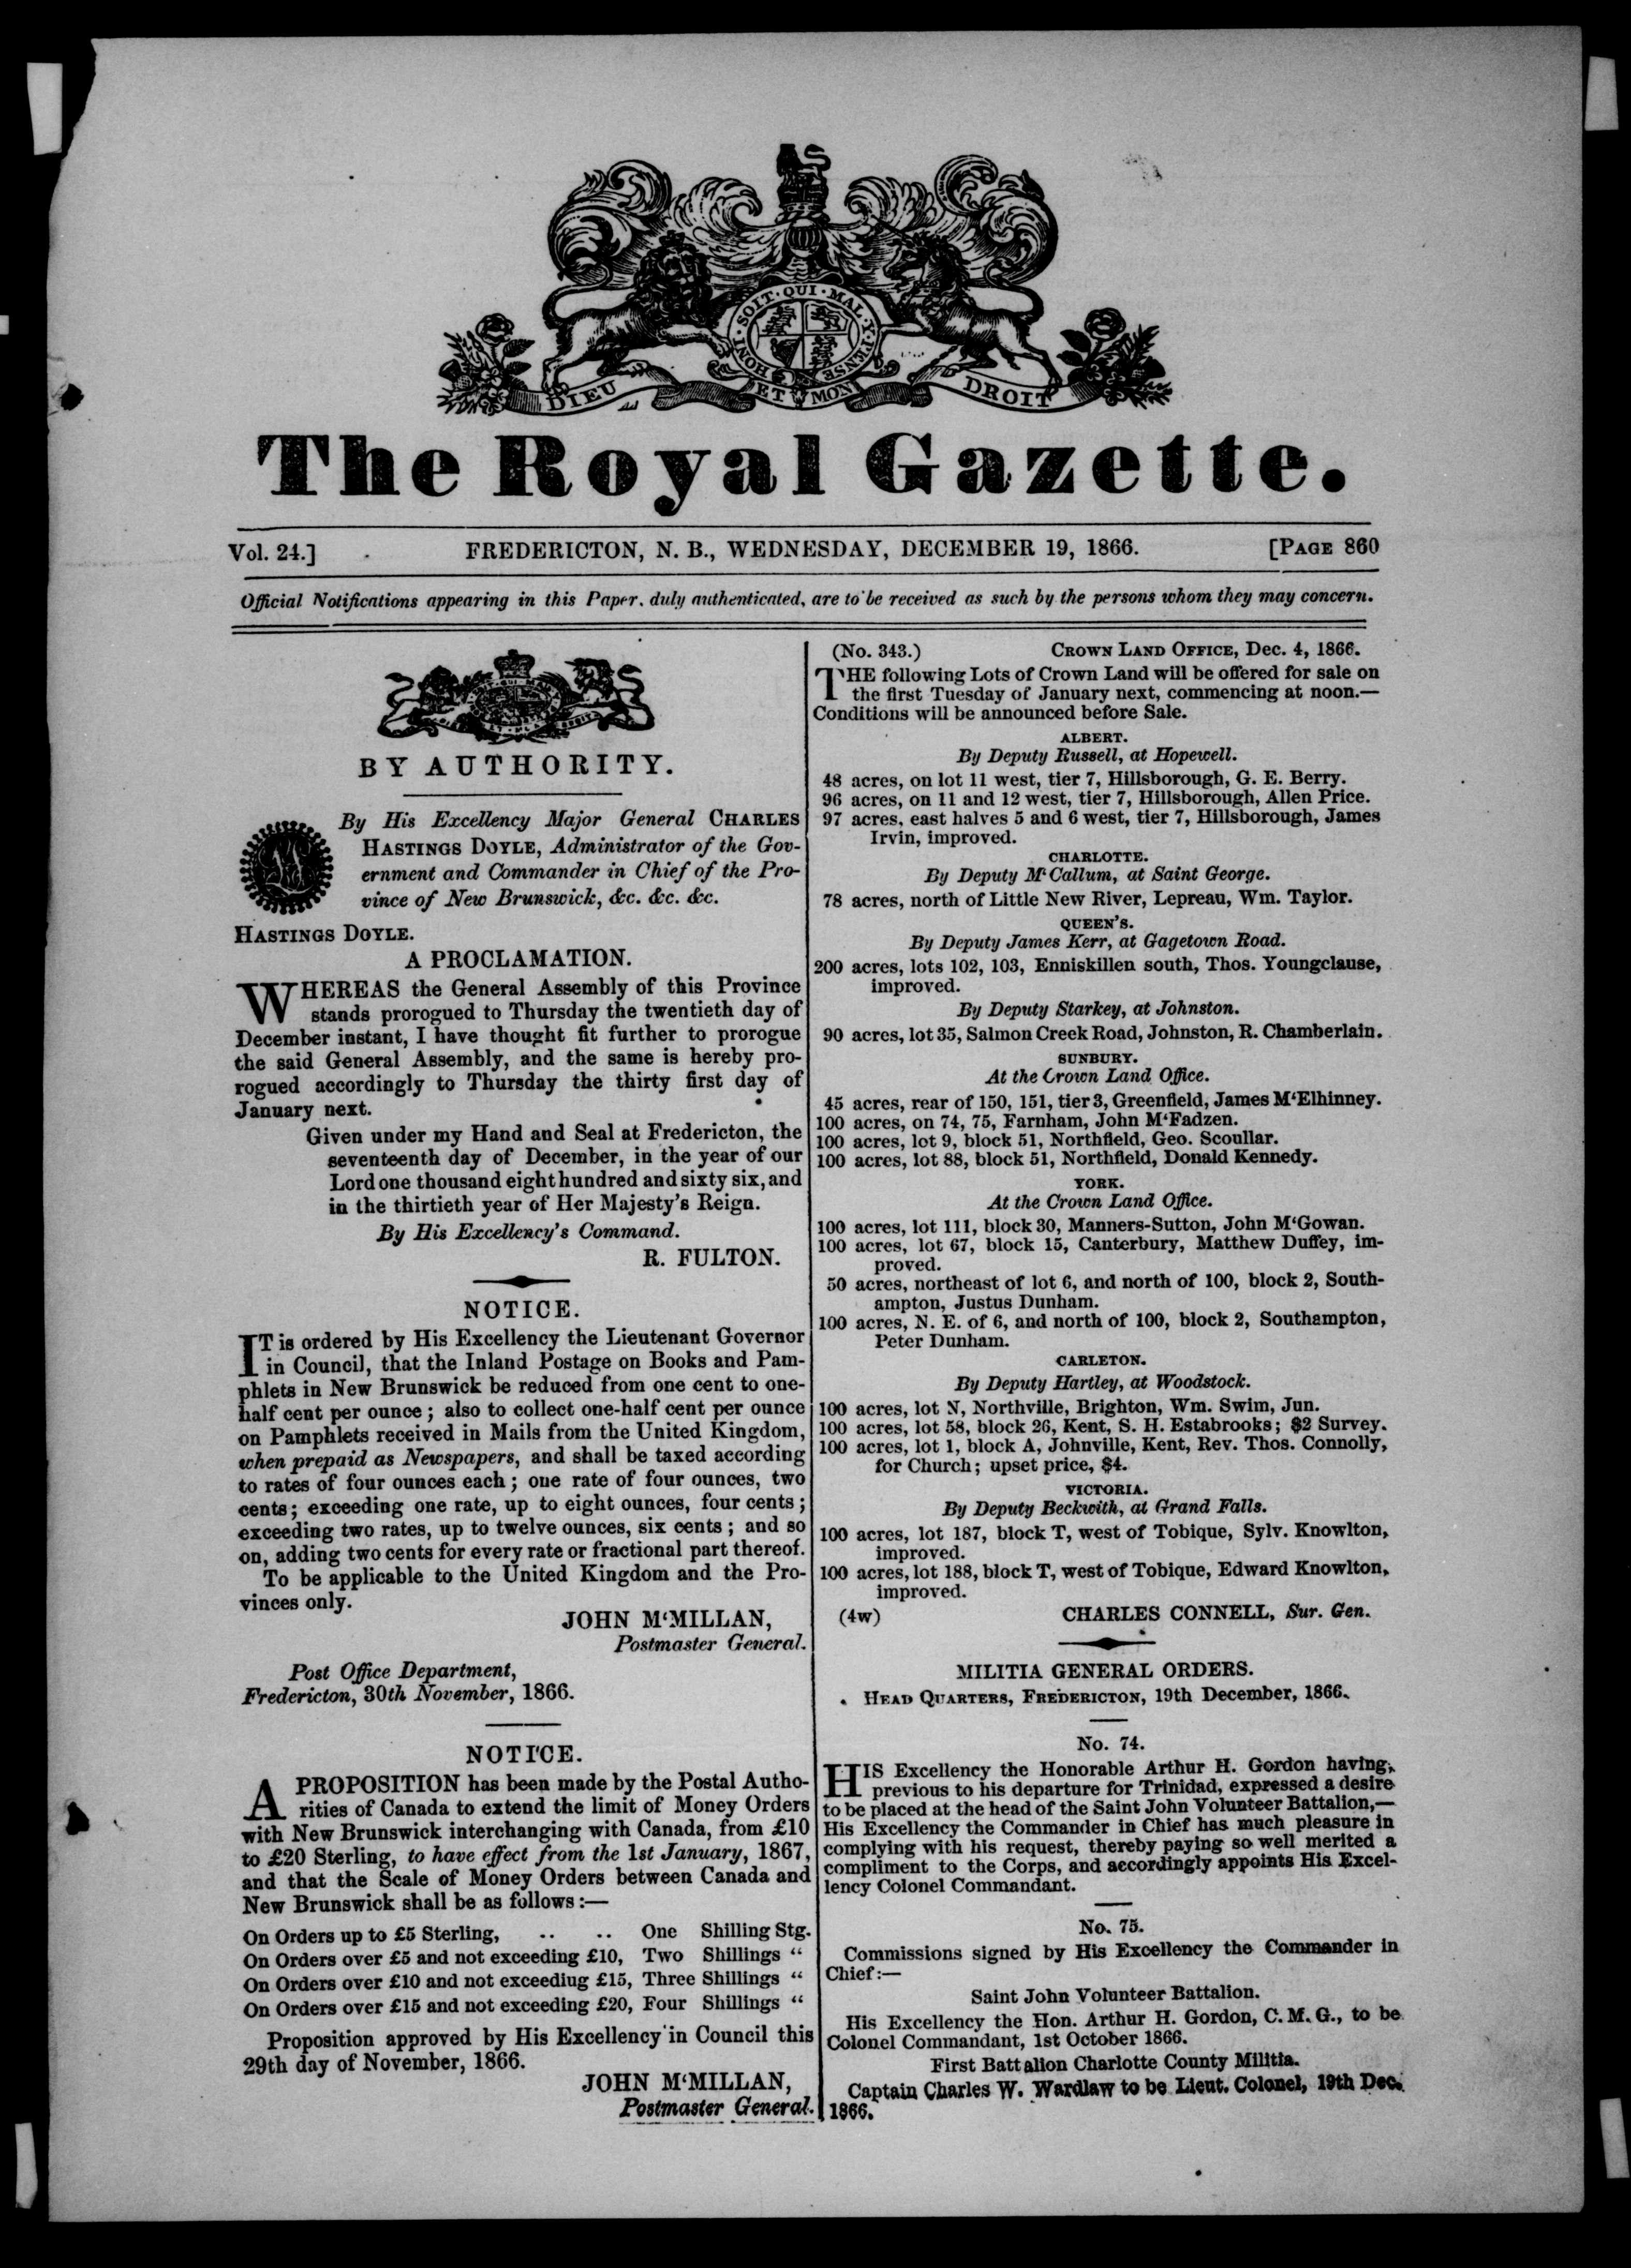 HONI · SOIT · QUI · MAL · Y · PENSE
DIEU ET MON DROIT
The Royal Gazette.
Vol. 24.] FREDERICTON, N. B., WEDNESDAY, DECEMBER 19, 1866. [PAGE 860
Official Notifications appearing in this Paper, duly authenticated, are to be received as such by the persons whom they may concern.
BY AUTHORITY.
By His Excellency Major General CHARLES
HASTINGS DOYLE, Administrator of the Gov-
ernment and Commander in Chief of the Pro-
vince of New Brunswick, &c. &c. &c.
HASTINGS DOYLE.
A PROCLAMATION.
WHEREAS the General Assembly of this Province
stands prorogued to Thursday the twentieth day of
December instant, I have thought fit further to prorogue
the said General Assembly, and the same is hereby pro-
rogued accordingly to Thursday the thirty first day of
January next.
Given under my Hand and Seal at Fredericton, the
seventeenth day of December, in the year of our
Lord one thousand eight hundred and sixty six, and
in the thirtieth year of Her Majesty's Reign.
By His Excellency's Command.
R. FULTON.
NOTICE.
IT is ordered by His Excellency the Lieutenant Governor
in Council, that the Inland Postage on Books and Pam-
phlets in New Brunswick be reduced from one cent to one-
half cent per ounce; also to collect one-half cent per ounce
on Pamphlets received in Mails from the United Kingdom,
when prepaid as Newspapers, and shall be taxed according
to rates of four ounces each; one rate of four ounces, two
cents; exceeding one rate, up to eight ounces, four cents;
exceeding two rates, up to twelve ounces, six cents; and so
on, adding two cents for every rate or fractional part thereof.
To be applicable to the United Kingdom and the Pro-
vinces only.
JOHN M'MILLAN,
Postmaster General.
Post Office Department,
Fredericton, 30th November, 1866.
NOTICE.
A PROPOSITION has been made by the Postal Autho-
rities of Canada to extend the limit of Money Orders
with New Brunswick interchanging with Canada, from £10
to £20 Sterling, to have effect from the 1st January, 1867,
and that the Scale of Money Orders between Canada and
New Brunswick shall be as follows:—
On Orders up to £5 Sterling, .. .. One Shilling Stg.
On Orders over £5 and not exceeding £10, Two Shillings "
On Orders over £10 and not exceeding £15, Three Shillings "
On Orders over £15 and not exceeding £20, Four Shillings "
Proposition approved by His Excellency in Council this
29th day of November, 1866.
JOHN M'MILLAN,
Postmaster General.
(No. 343.) CROWN LAND OFFICE, Dec. 4, 1866.
THE following Lots of Crown Land will be offered for sale on
the first Tuesday of January next, commencing at noon.—
Conditions will be announced before Sale.
ALBERT.
By Deputy Russell, at Hopewell.
48 acres, on lot 11 west, tier 7, Hillsborough, G. E. Berry.
96 acres, on 11 and 12 west, tier 7, Hillsborough, Allen Price.
97 acres, east halves 5 and 6 west, tier 7, Hillsborough, James
Irvin, improved.
CHARLOTTE.
By Deputy M'Callum, at Saint George.
78 acres, north of Little New River, Lepreau, Wm. Taylor.
QUEEN'S.
By Deputy James Kerr, at Gagetown Road.
200 acres, lots 102, 103, Enniskillen south, Thos. Youngclause,
improved.
By Deputy Starkey, at Johnston.
90 acres, lot 35, Salmon Creek Road, Johnston, R. Chamberlain.
SUNBURY.
At the Crown Land Office.
45 acres, rear of 150, 151, tier 3, Greenfield, James M'Elhinney.
100 acres, on 74, 75, Farnham, John M'Fadzen.
100 acres, lot 9, block 51, Northfield, Geo. Scoullar.
100 acres, lot 88, block 51, Northfield, Donald Kennedy.
YORK.
At the Crown Land Office.
100 acres, lot 111, block 30, Manners-Sutton, John M'Gowan.
100 acres, lot 67, block 15, Canterbury, Matthew Duffey, im-
proved.
50 acres, northeast of lot 6, and north of 100, block 2, South-
ampton, Justus Dunham.
100 acres, N. E. of 6, and north of 100, block 2, Southampton,
Peter Dunham.
CARLETON.
By Deputy Hartley, at Woodstock.
100 acres, lot N, Northville, Brighton, Wm. Swim, Jun.
100 acres, lot 58, block 26, Kent, S. H. Estabrooks; $2 Survey.
100 acres, lot 1, block A, Johnville, Kent, Rev. Thos. Connolly,
for Church; upset price, $4.
VICTORIA.
By Deputy Beckwith, at Grand Falls.
100 acres, lot 187, block T, west of Tobique, Sylv. Knowlton,
improved.
100 acres, lot 188, block T, west of Tobique, Edward Knowlton,
improved.
(4w) CHARLES CONNELL, Sur. Gen.
MILITIA GENERAL ORDERS.
HEAD QUARTERS, FREDERICTON, 19th December, 1866.
No. 74.
HIS Excellency the Honorable Arthur H. Gordon having,
previous to his departure for Trinidad, expressed a desire
to be placed at the head of the Saint John Volunteer Battalion,—
His Excellency the Commander in Chief has much pleasure in
complying with his request, thereby paying so well merited a
compliment to the Corps, and accordingly appoints His Excel-
lency Colonel Commandant.
No. 75.
Commissions signed by His Excellency the Commander in
Chief:—
Saint John Volunteer Battalion.
His Excellency the Hon. Arthur H. Gordon, C. M. G., to be
Colonel Commandant, 1st October 1866.
First Battalion Charlotte County Militia.
Captain Charles W. Wardlaw to be Lieut. Colonel, 19th Dec.
1866.